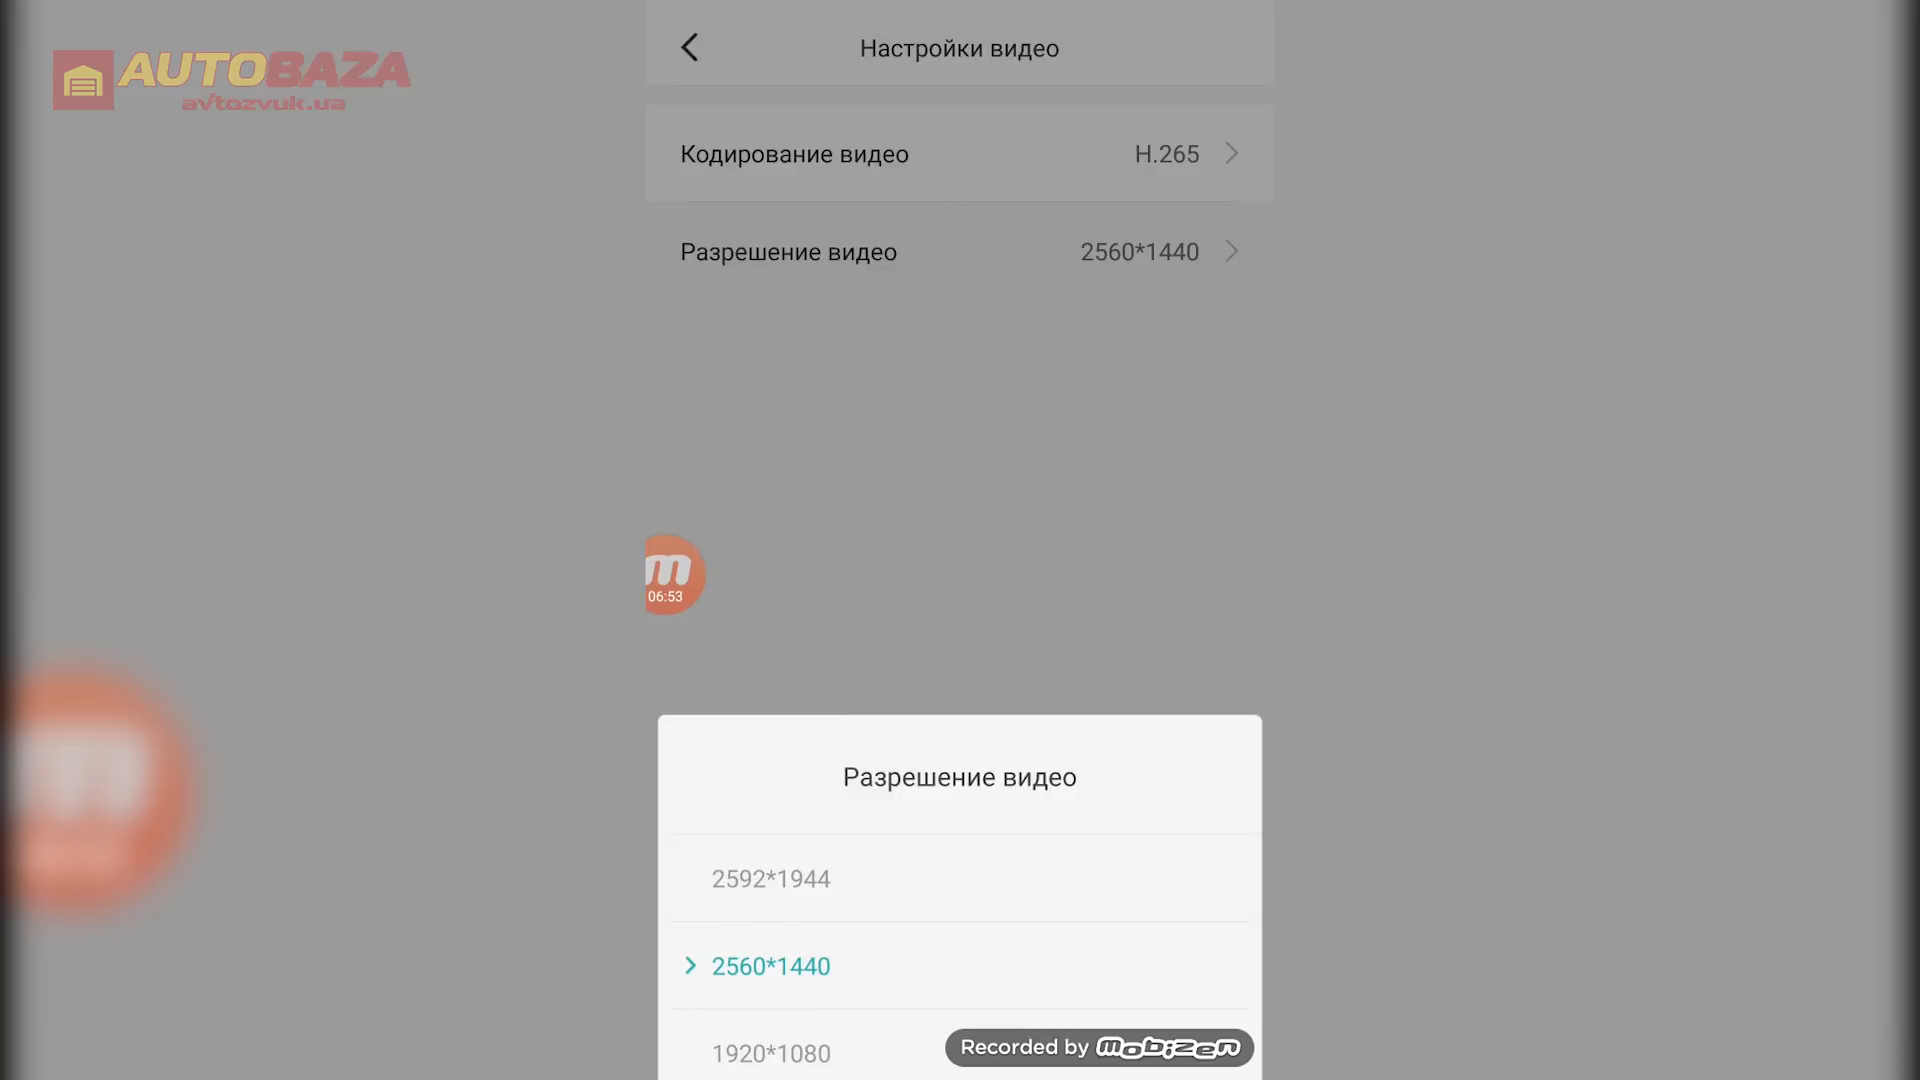 AUTOBAZA
avtozvuk.ua
Настройки видео
Кодирование видео H.265
Разрешение видео 2560*1440
m
06:53
Разрешение видео
2592*1944
2560*1440
1920*1080
Recorded by mobizen